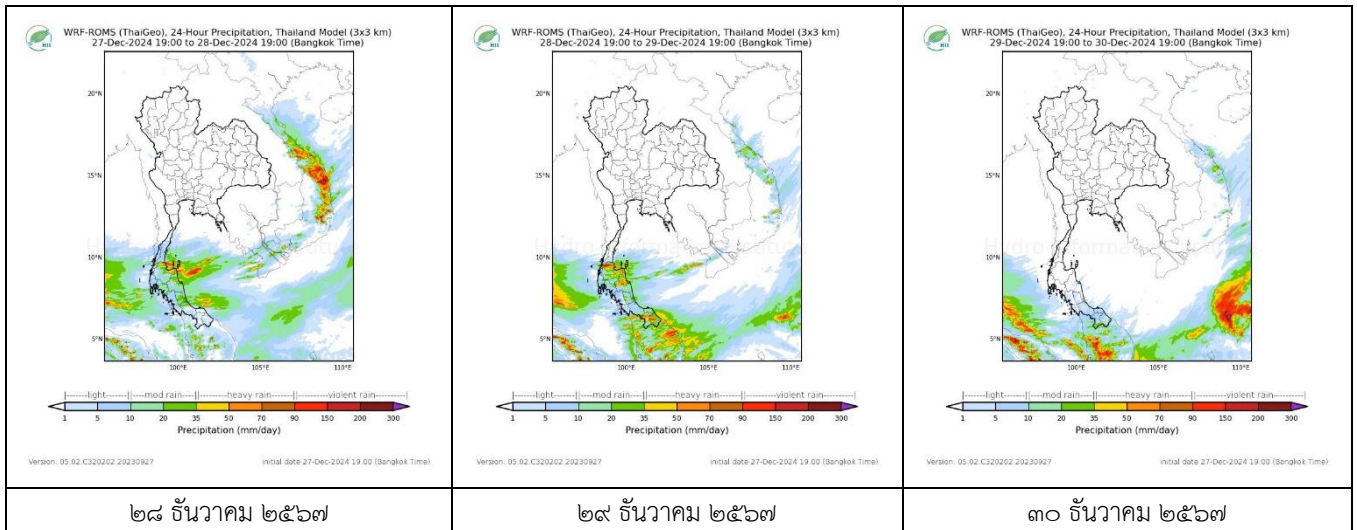 WRF-ROMS (ThaiGeo), 24-Hour Precipitation, Thailand Model (3x3 km)
27-Dec-2024 19:00 to 28-Dec-2024 19:00 (Bangkok Time)
HII
20°N
15°N
10°N
5°N
100°E 105°E 110°E
Hydro-Informatics Institute
light mod rain heavy rain violent rain
1 5 10 20 35 50 70 90 150 200 300
Precipitation (mm/day)
Version: 05.02.C320202.20230927 initial date 27-Dec-2024 19:00 (Bangkok Time)
๒๘ ธันวาคม ๒๕๖๗
WRF-ROMS (ThaiGeo), 24-Hour Precipitation, Thailand Model (3x3 km)
28-Dec-2024 19:00 to 29-Dec-2024 19:00 (Bangkok Time)
HII
20°N
15°N
10°N
5°N
100°E 105°E 110°E
Hydro-Informatics Institute
light mod rain heavy rain violent rain
1 5 10 20 35 50 70 90 150 200 300
Precipitation (mm/day)
Version: 05.02.C320202.20230927 initial date 27-Dec-2024 19:00 (Bangkok Time)
๒๙ ธันวาคม ๒๕๖๗
WRF-ROMS (ThaiGeo), 24-Hour Precipitation, Thailand Model (3x3 km)
29-Dec-2024 19:00 to 30-Dec-2024 19:00 (Bangkok Time)
HII
20°N
15°N
10°N
5°N
100°E 105°E 110°E
Hydro-Informatics Institute
light mod rain heavy rain violent rain
1 5 10 20 35 50 70 90 150 200 300
Precipitation (mm/day)
Version: 05.02.C320202.20230927 initial date 27-Dec-2024 19:00 (Bangkok Time)
๓๐ ธันวาคม ๒๕๖๗